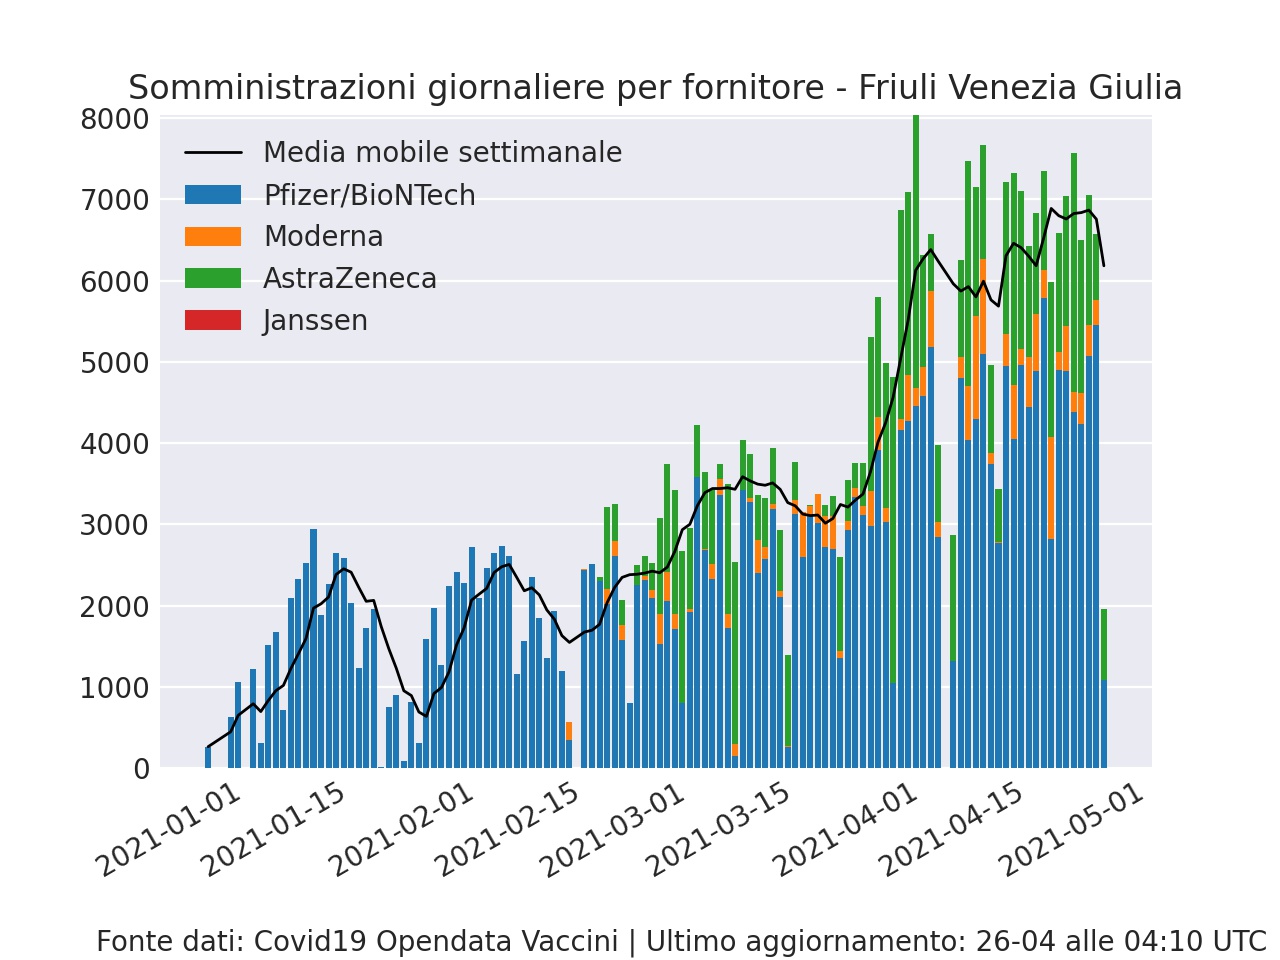 Somministrazioni giornaliere per fornitore - Friuli Venezia Giulia
8000
7000
6000
5000
4000
3000
2000
1000
0
Media mobile settimanale
Pfizer/BioNTech
Moderna
AstraZeneca
Janssen
2021-01-01
2021-01-15
2021-02-01
2021-02-15
2021-03-01
2021-03-15
2021-04-01
2021-04-15
2021-05-01
Fonte dati: Covid19 Opendata Vaccini | Ultimo aggiornamento: 26-04 alle 04:10 UTC